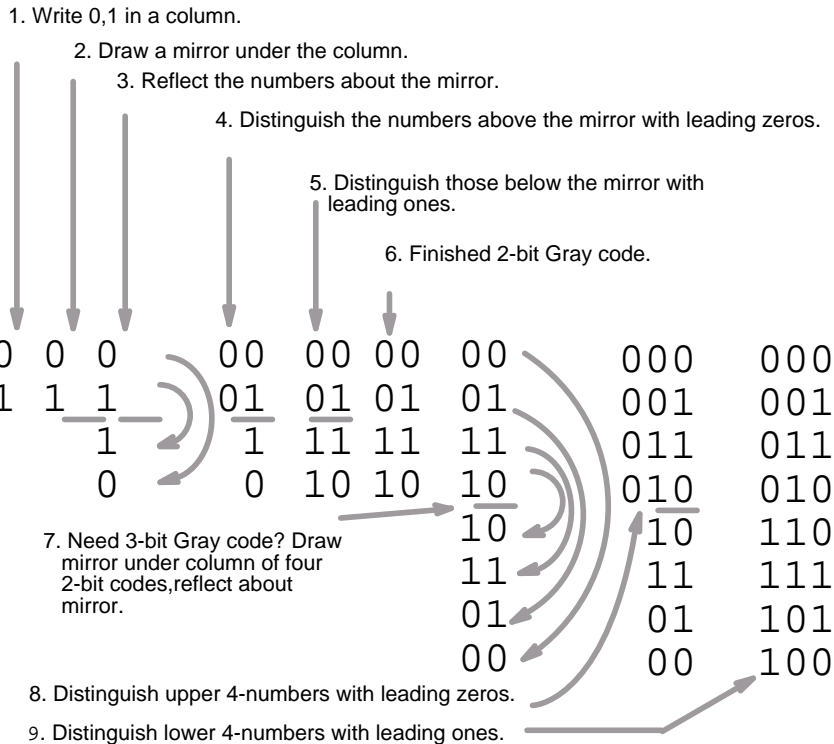 1. Write 0,1 in a column.
2. Draw a mirror under the column.
3. Reflect the numbers about the mirror.
4. Distinguish the numbers above the mirror with leading zeros.
5. Distinguish those below the mirror with
leading ones.
6. Finished 2-bit Gray code.
0 0 0 00 00 00 00 000 000
1 1 1 01 01 01 01 001 001
1 1 11 11 11 011 011
0 0 10 10 10 010 010
10 10 110
11 11 111
01 01 101
00 00 100
7. Need 3-bit Gray code? Draw
mirror under column of four
2-bit codes,reflect about
mirror.
8. Distinguish upper 4-numbers with leading zeros.
9. Distinguish lower 4-numbers with leading ones.